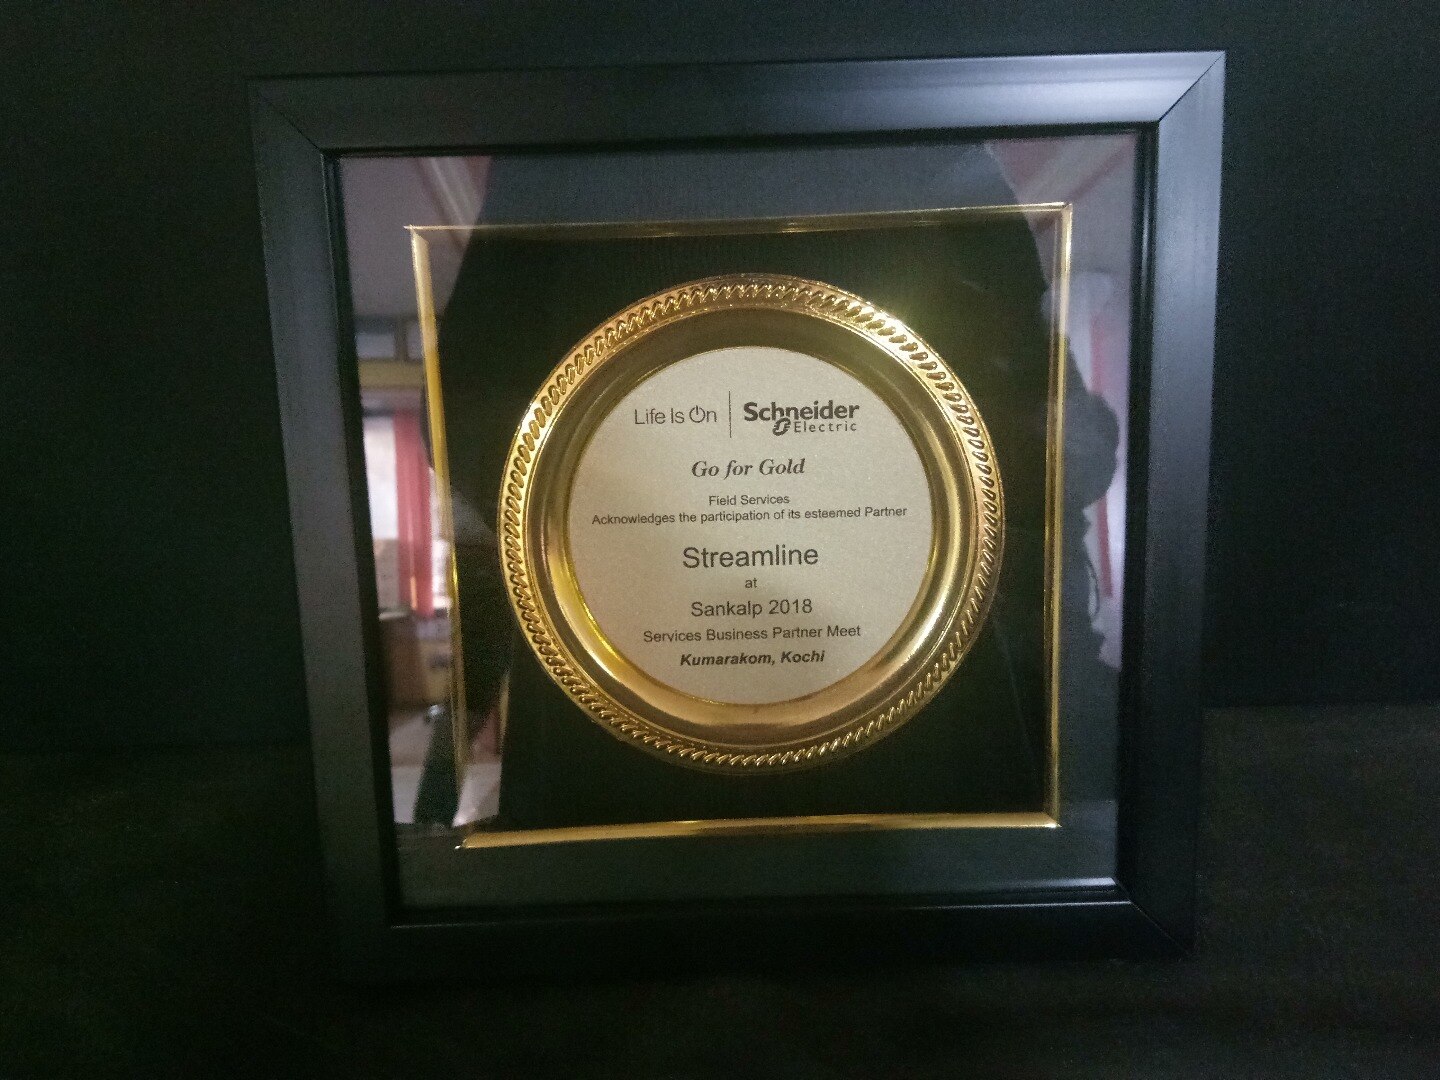 Life Is On | Schneider
Electric
Go for Gold
Field Services
Acknowledges the participation of its esteemed Partner
Streamline
at
Sankalp 2018
Services Business Partner Meet
Kumarakom, Kochi